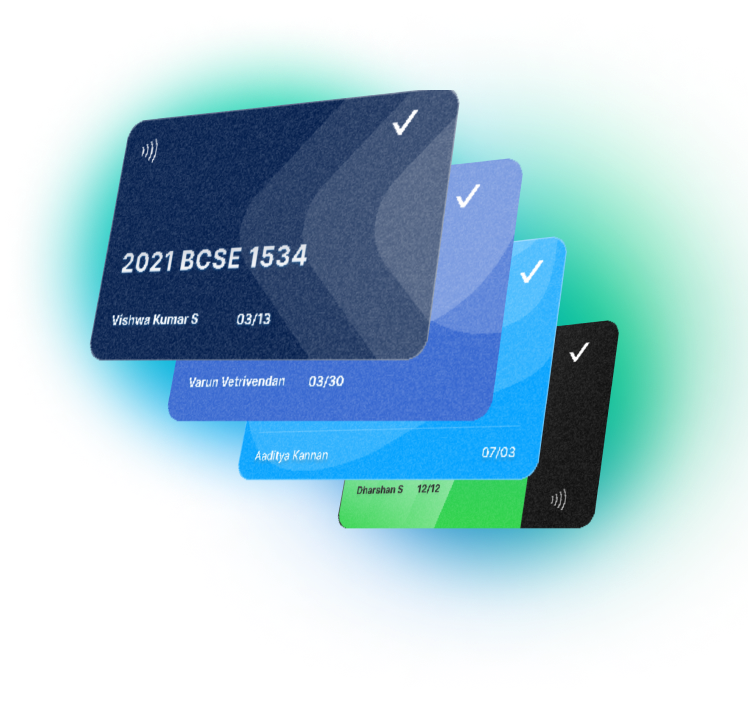 2021 BCSE 1534
Vishwa Kumar S 03/13
Varun Vetrivendan 03/30
Aaditya Kannan 07/03
Dharshan S 12/12